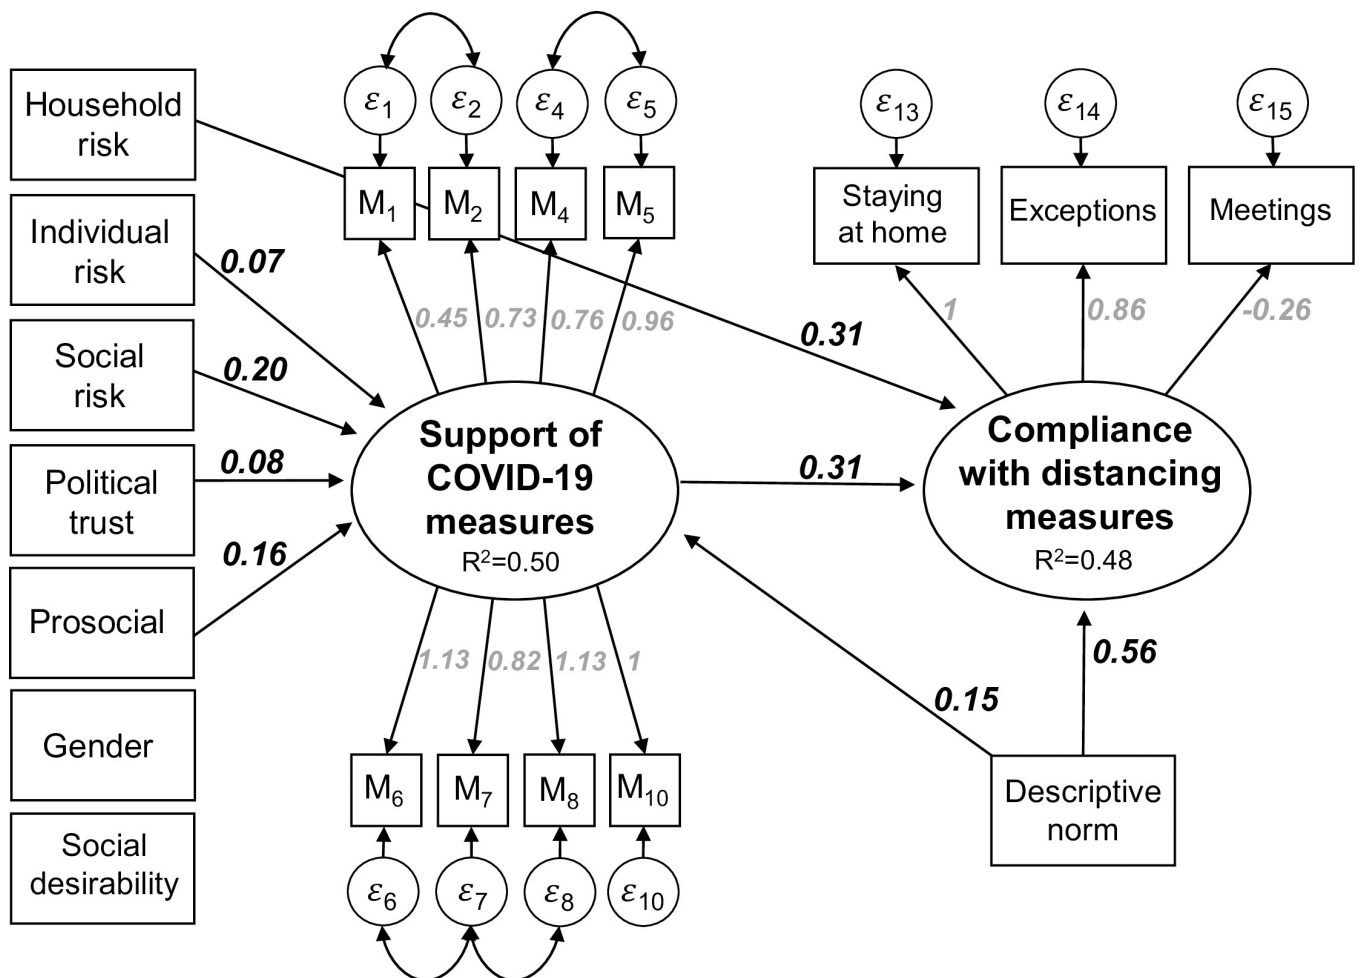 Household
risk
Individual
risk
Social
risk
Political
trust
Prosocial
Gender
Social
desirability
0.07
0.20
0.08
0.16
ε1
ε2
ε4
ε5
M1
M2
M4
M5
0.45
0.73
0.76
0.96
Support of
COVID-19
measures
R²=0.50
1.13
0.82
1.13
1
M6
M7
M8
M10
ε6
ε7
ε8
ε10
0.31
0.31
ε13
ε14
ε15
Staying
at home
Exceptions
Meetings
1
0.86
-0.26
Compliance
with distancing
measures
R²=0.48
0.15
0.56
Descriptive
norm